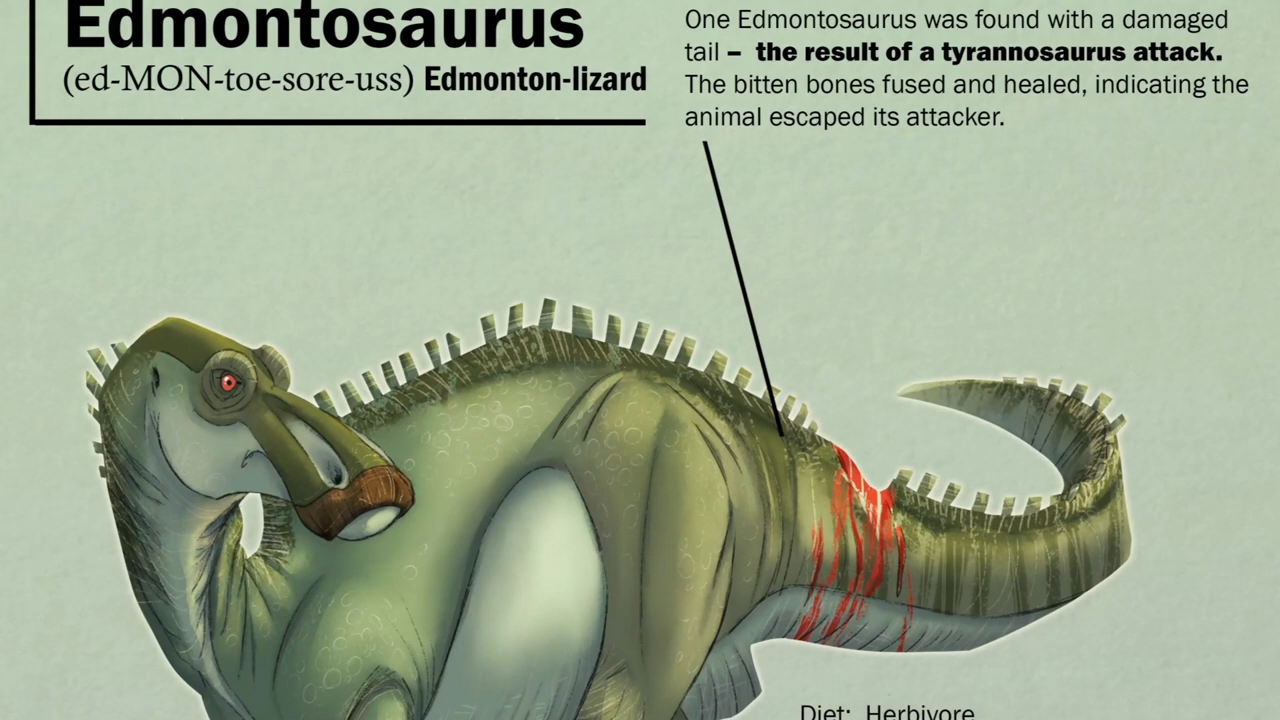 Edmontosaurus
(ed-MON-toe-sore-uss) Edmonton-lizard
One Edmontosaurus was found with a damaged
tail – the result of a tyrannosaurus attack.
The bitten bones fused and healed, indicating the
animal escaped its attacker.
Diet: Herbivore